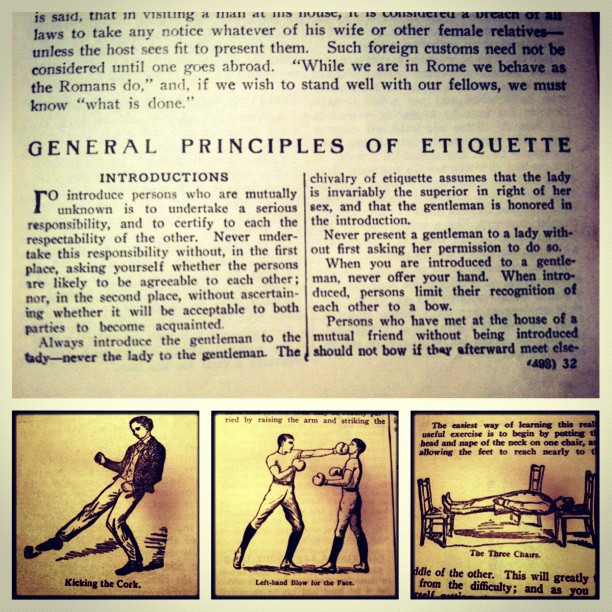 is said, that in visiting a man at his house, it is considered a breach of all
laws to take any notice whatever of his wife or other female relatives—
unless the host sees fit to present them. Such foreign customs need not be
considered until one goes abroad. "While we are in Rome we behave as
the Romans do," and, if we wish to stand well with our fellows, we must
know "what is done."
GENERAL PRINCIPLES OF ETIQUETTE
INTRODUCTIONS
TO introduce persons who are mutually
unknown is to undertake a serious
responsibility, and to certify to each the
respectability of the other. Never under-
take this responsibility without, in the first
place, asking yourself whether the persons
are likely to be agreeable to each other;
nor, in the second place, without ascertain-
ing whether it will be acceptable to both
parties to become acquainted.
Always introduce the gentleman to the
lady—never the lady to the gentleman. The
chivalry of etiquette assumes that the lady
is invariably the superior in right of her
sex, and that the gentleman is honored in
the introduction.
Never present a gentleman to a lady with-
out first asking her permission to do so.
When you are introduced to a gentle-
man, never offer your hand. When intro-
duced, persons limit their recognition of
each other to a bow.
Persons who have met at the house of a
mutual friend without being introduced
should not bow if they afterward meet else-
(498) 32
Kicking the Cork.
ried by raising the arm and striking the
Left-hand Blow for the Face.
The easiest way of learning this real
useful exercise is to begin by putting
head and nape of the neck on one chair,
allowing the feet to reach nearly to
The Three Chairs.
ddle of the other. This will greatly
from the difficulty; and as you